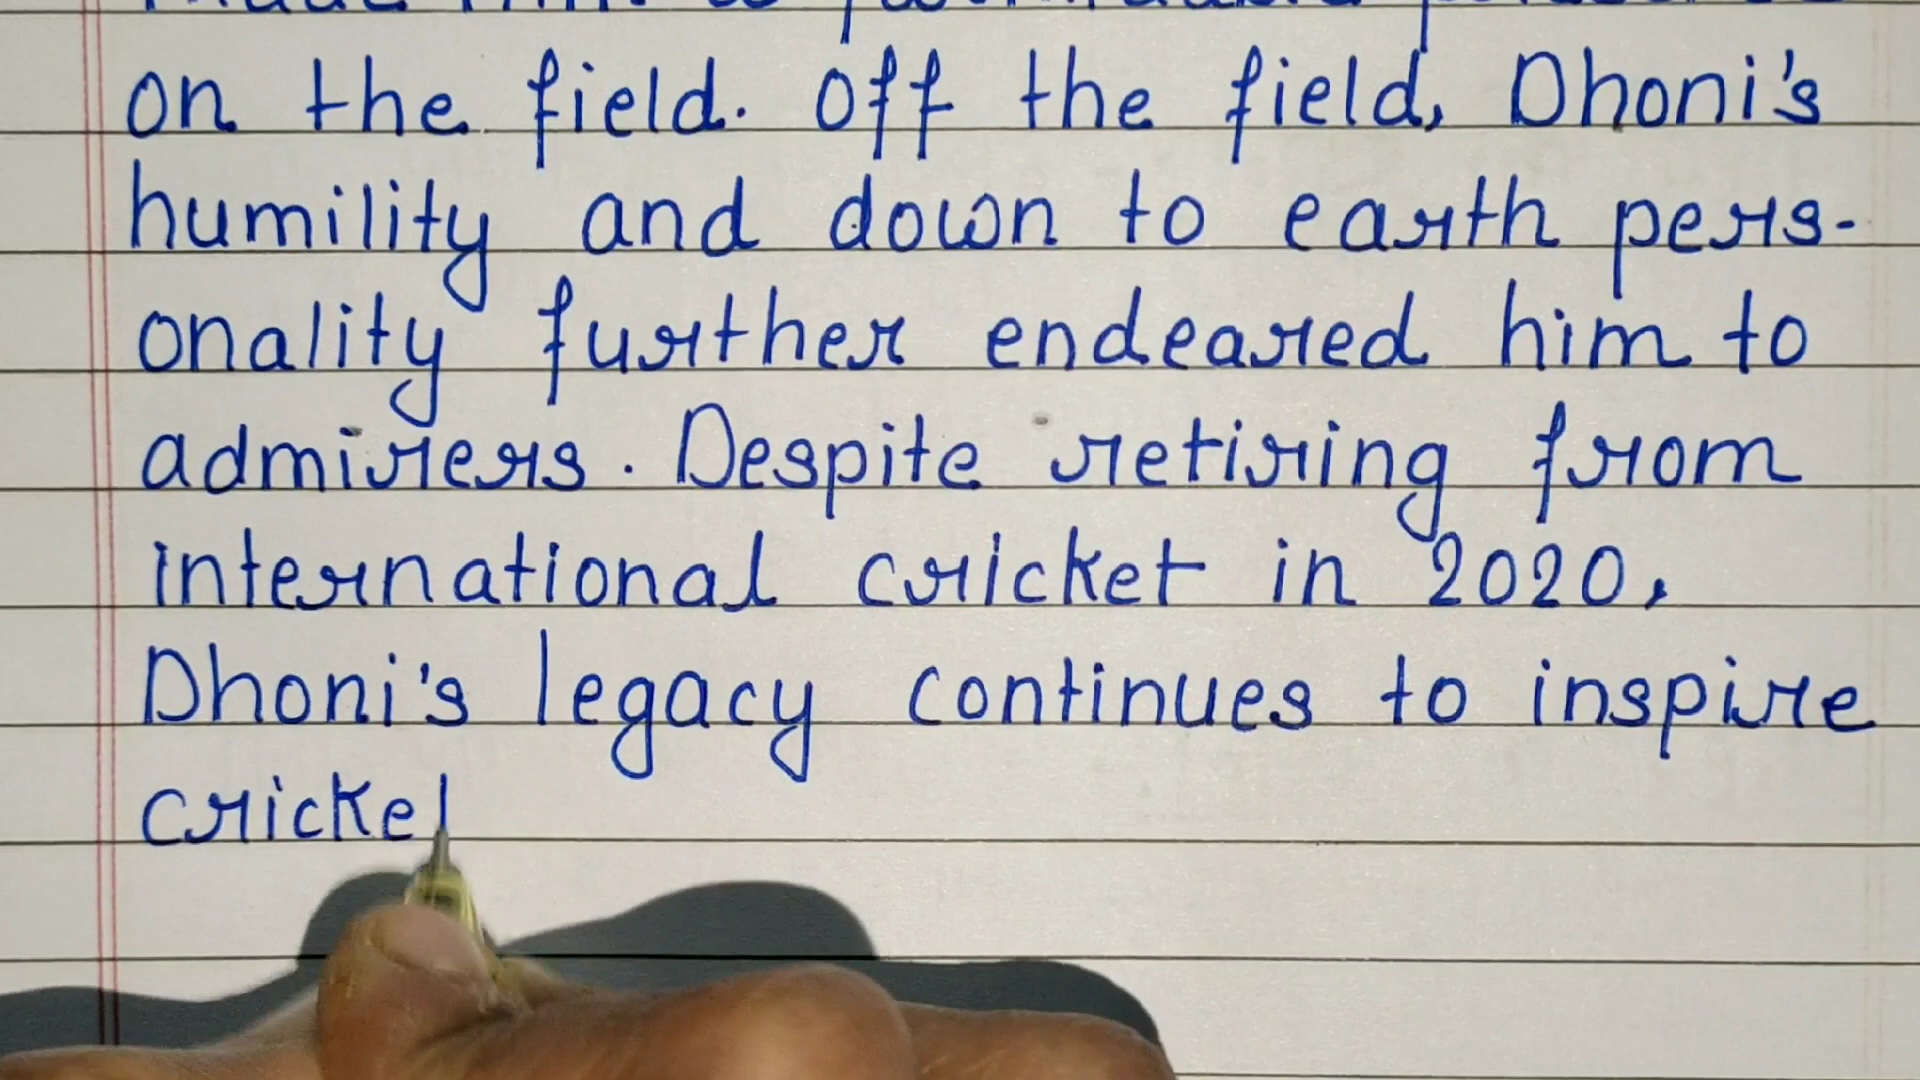 on the field. Off the field, Dhoni's
humility and down to earth pers-
onality further endeared him to
admirers. Despite retiring from
international cricket in 2020,
Dhoni's legacy continues to inspire